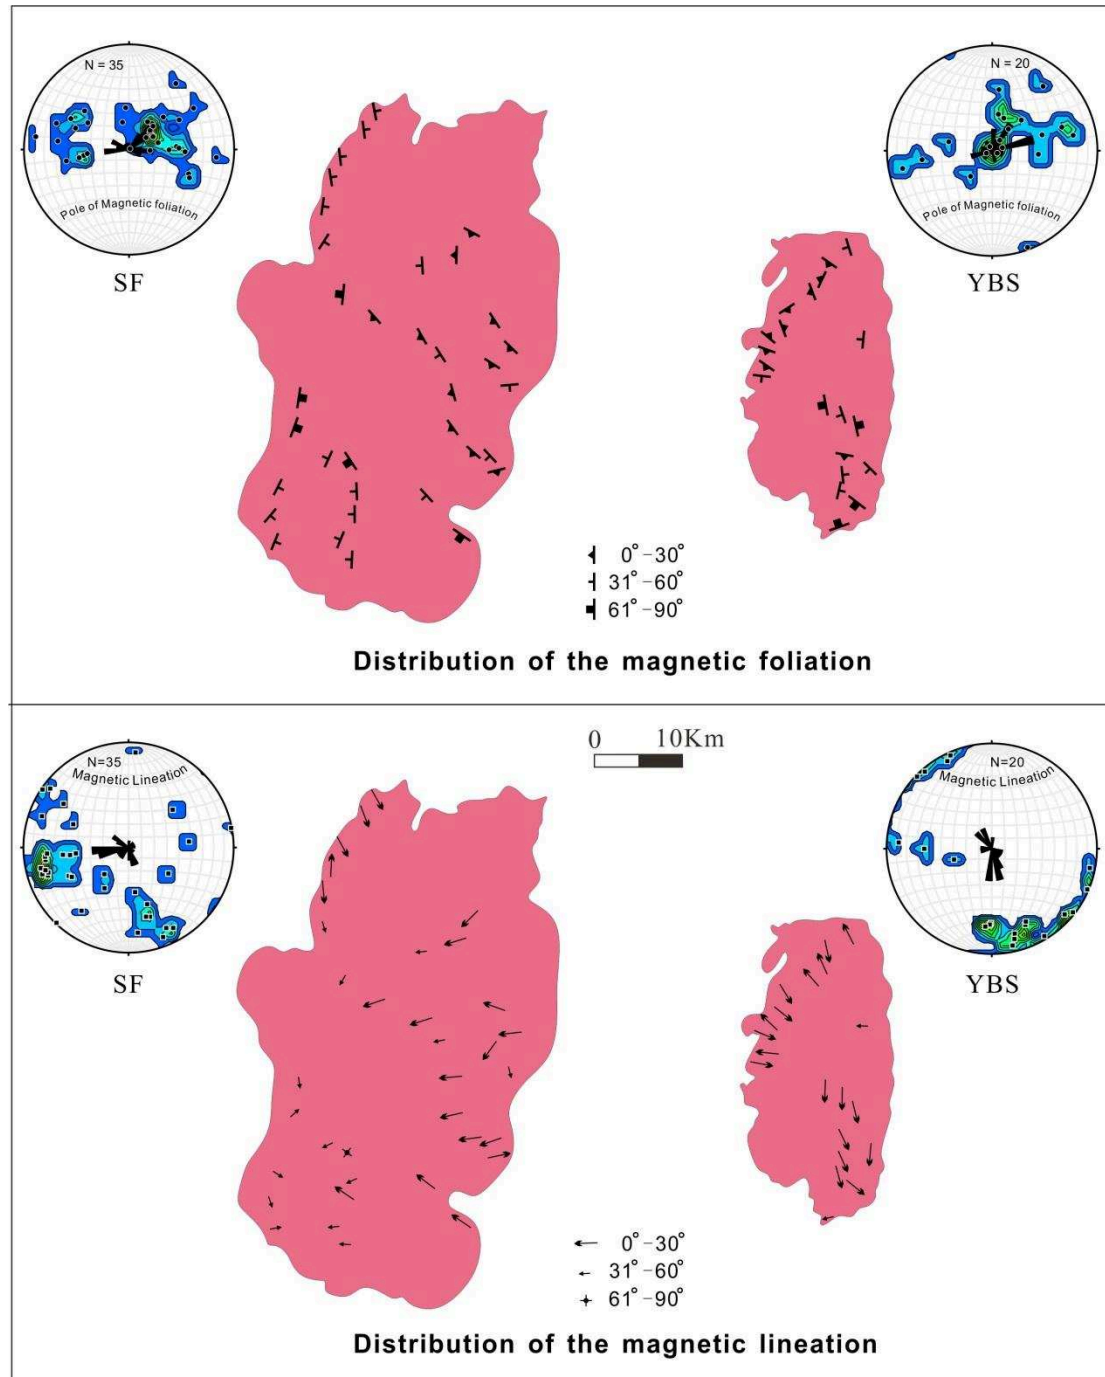 N = 35
Pole of Magnetic foliation
SF
N = 20
Pole of Magnetic foliation
YBS
0°-30°
31°-60°
61°-90°
Distribution of the magnetic foliation
0 10Km
N=35
Magnetic Lineation
SF
N=20
Magnetic Lineation
YBS
0°-30°
31°-60°
61°-90°
Distribution of the magnetic lineation